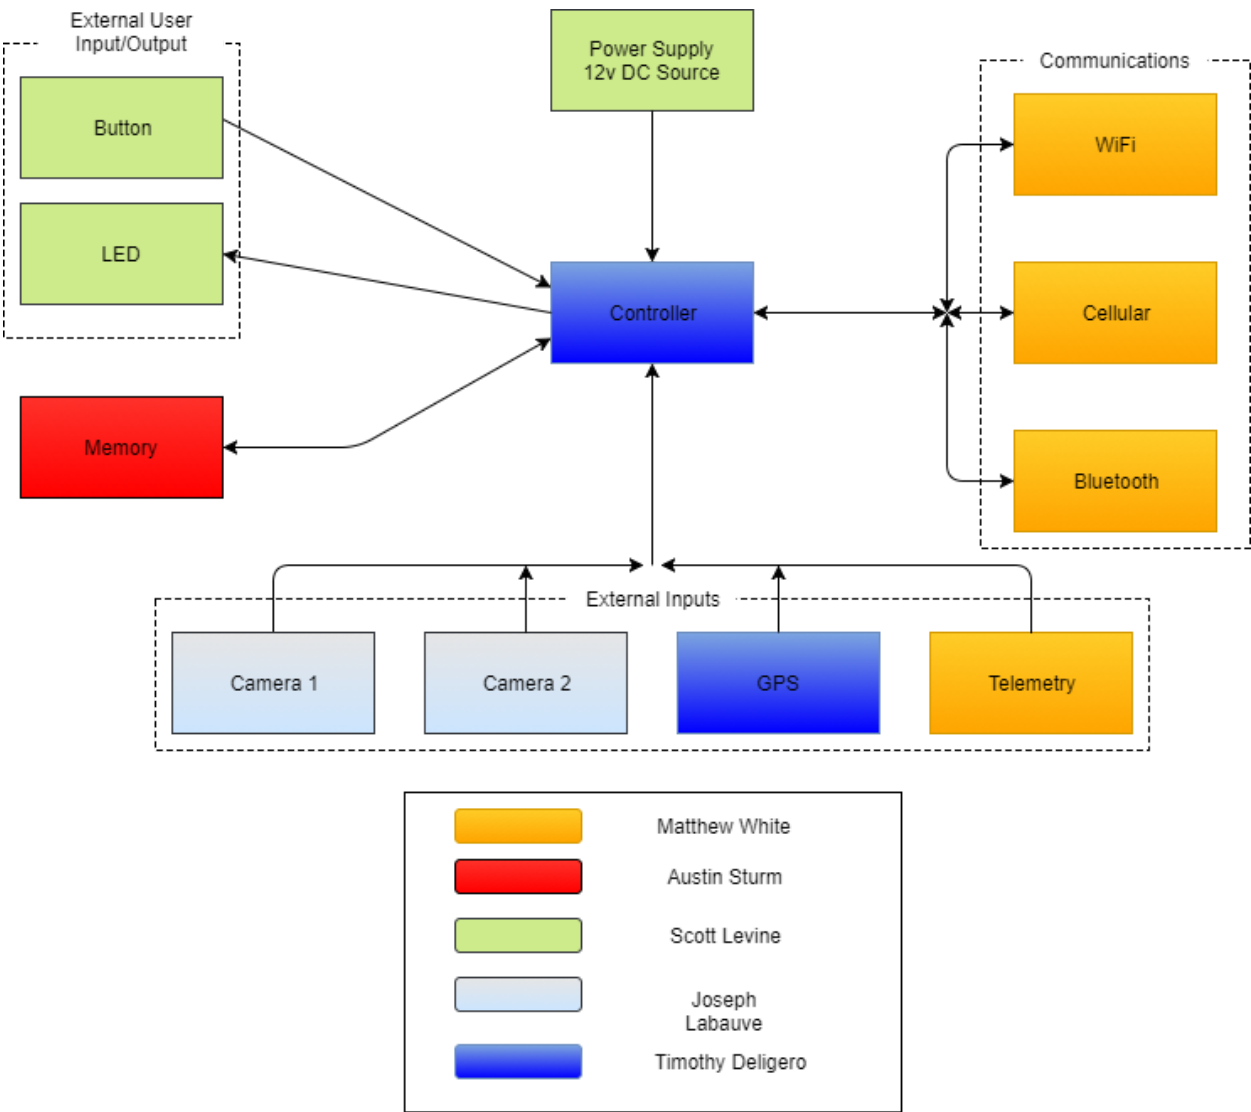 External User
Input/Output
Power Supply
12v DC Source
Communications
Button
WiFi
LED
Controller
Cellular
Memory
Bluetooth
External Inputs
Camera 1
Camera 2
GPS
Telemetry
Matthew White
Austin Sturm
Scott Levine
Joseph
Labauve
Timothy Deligero